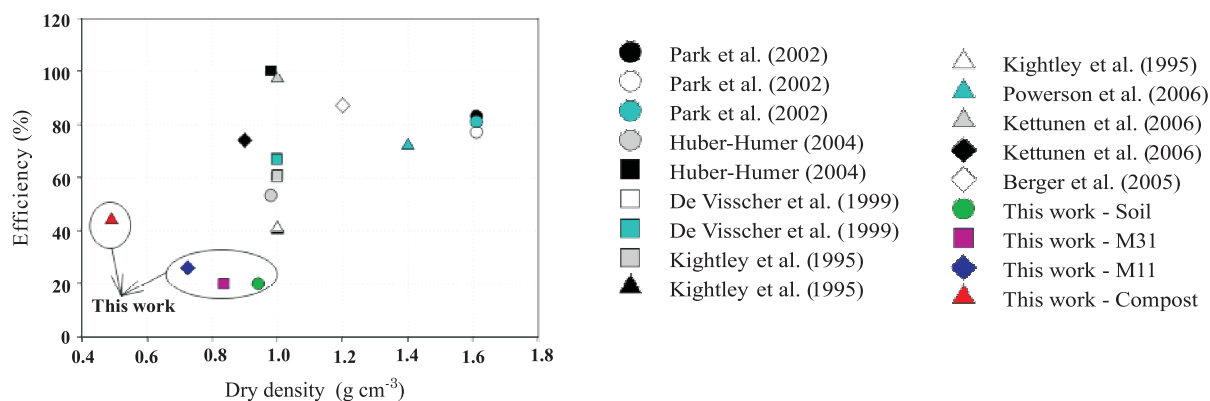 120
100
80
60
40
20
0
Efficiency (%)
This work
0.4 0.6 0.8 1.0 1.2 1.4 1.6 1.8
Dry density (g cm-3)
Park et al. (2002)
Park et al. (2002)
Park et al. (2002)
Huber-Humer (2004)
Huber-Humer (2004)
De Visscher et al. (1999)
De Visscher et al. (1999)
Kightley et al. (1995)
Kightley et al. (1995)
Kightley et al. (1995)
Powerson et al. (2006)
Kettunen et al. (2006)
Kettunen et al. (2006)
Berger et al. (2005)
This work - Soil
This work - M31
This work - M11
This work - Compost